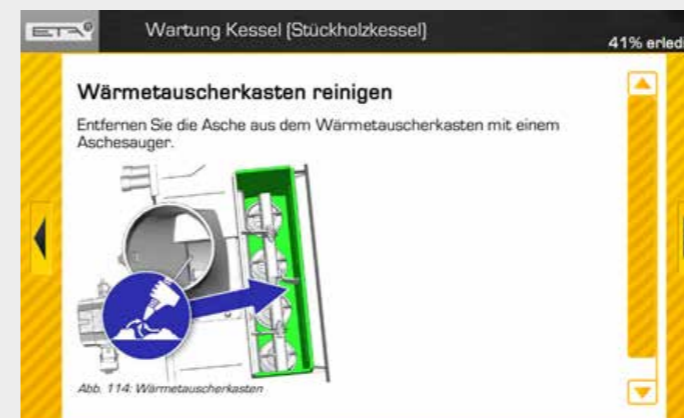 ETA
Wartung Kessel (Stückholzkessel)
41% erledi
Wärmetauscherkasten reinigen
Entfernen Sie die Asche aus dem Wärmetauscherkasten mit einem
Aschesauger.
Abb. 114: Wärmetauscherkasten